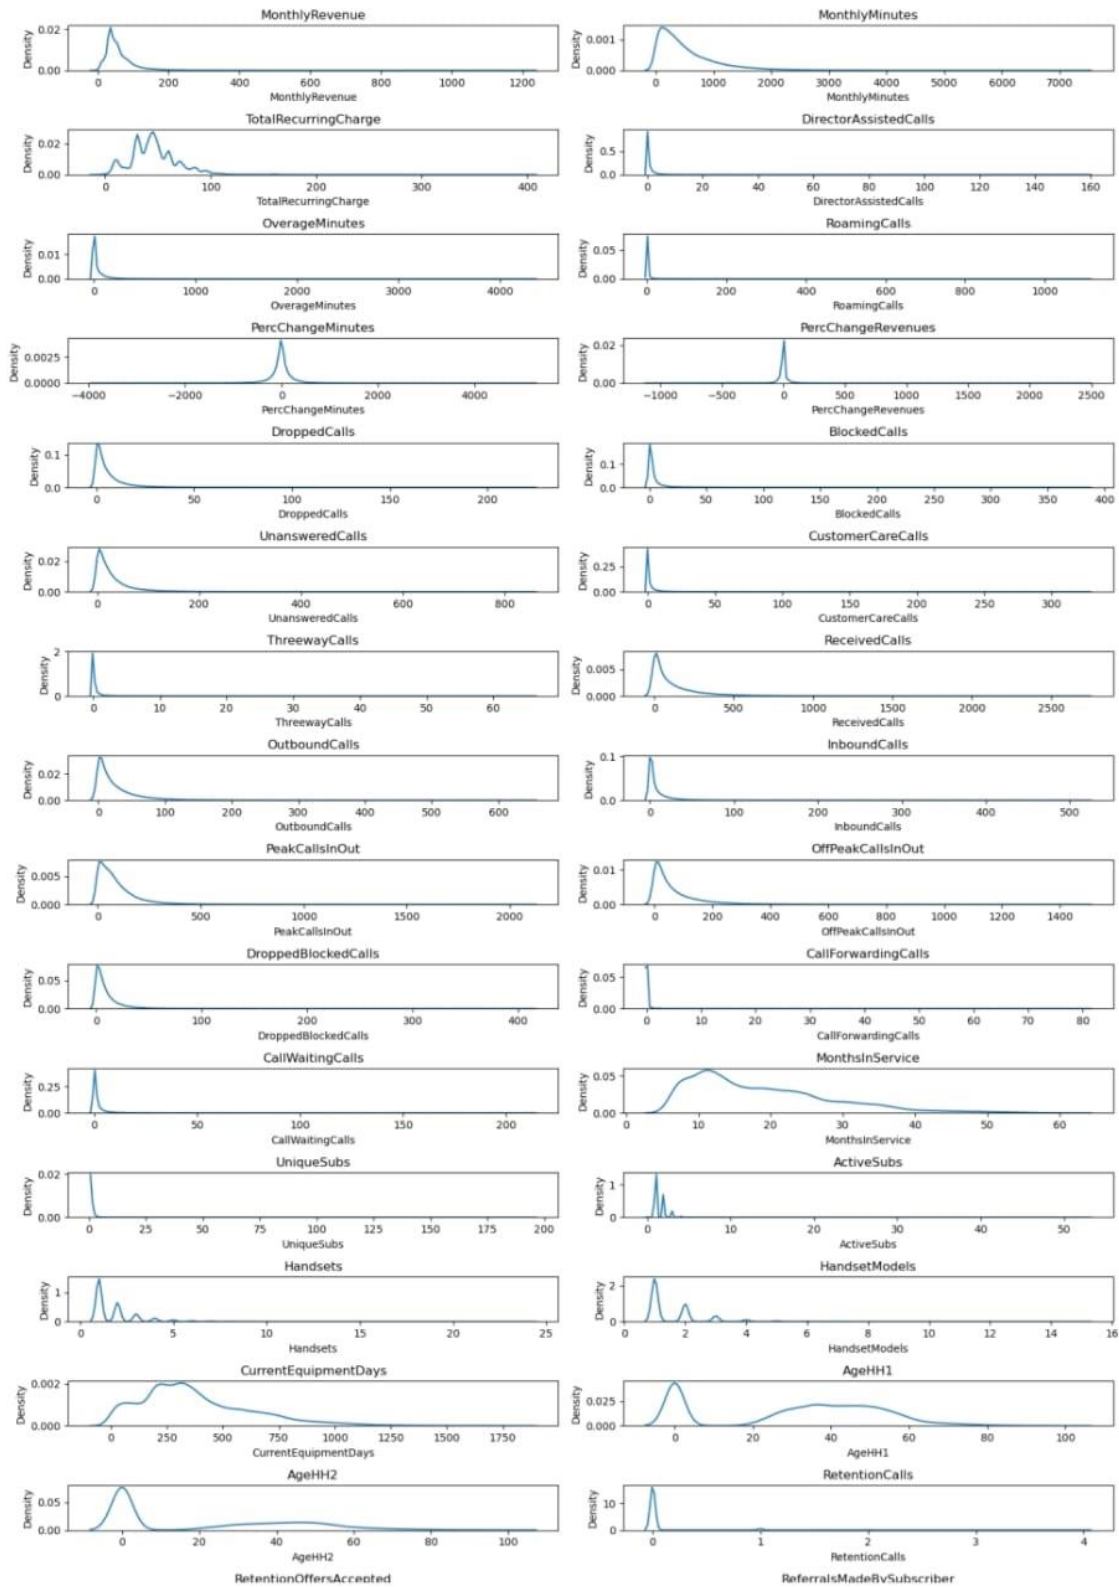 MonthlyRevenue
MonthlyMinutes
Density
0.02
0.00
0 200 400 600 800 1000 1200
MonthlyRevenue
Density
0.001
0.000
0 1000 2000 3000 4000 5000 6000 7000
MonthlyMinutes
TotalRecurringCharge
DirectorAssistedCalls
Density
0.02
0.00
0 100 200 300 400
TotalRecurringCharge
Density
0.5
0.0
0 20 40 60 80 100 120 140 160
DirectorAssistedCalls
OverageMinutes
RoamingCalls
Density
0.01
0.00
0 1000 2000 3000 4000
OverageMinutes
Density
0.05
0.00
0 200 400 600 800 1000
RoamingCalls
PercChangeMinutes
PercChangeRevenues
Density
0.0025
0.0000
−4000 −2000 0 2000 4000
PercChangeMinutes
Density
0.02
0.00
−1000 −500 0 500 1000 1500 2000 2500
PercChangeRevenues
DroppedCalls
BlockedCalls
Density
0.1
0.0
0 50 100 150 200
DroppedCalls
Density
0.1
0.0
0 50 100 150 200 250 300 350 400
BlockedCalls
UnansweredCalls
CustomerCareCalls
Density
0.02
0.00
0 200 400 600 800
UnansweredCalls
Density
0.25
0.00
0 50 100 150 200 250 300
CustomerCareCalls
ThreewayCalls
ReceivedCalls
Density
2
0
0 10 20 30 40 50 60
ThreewayCalls
Density
0.005
0.000
0 500 1000 1500 2000 2500
ReceivedCalls
OutboundCalls
InboundCalls
Density
0.02
0.00
0 100 200 300 400 500 600
OutboundCalls
Density
0.1
0.0
0 100 200 300 400 500
InboundCalls
PeakCallsInOut
OffPeakCallsInOut
Density
0.005
0.000
0 500 1000 1500 2000
PeakCallsInOut
Density
0.01
0.00
0 200 400 600 800 1000 1200 1400
OffPeakCallsInOut
DroppedBlockedCalls
CallForwardingCalls
Density
0.05
0.00
0 100 200 300 400
DroppedBlockedCalls
Density
0.05
0.00
0 10 20 30 40 50 60 70 80
CallForwardingCalls
CallWaitingCalls
MonthsInService
Density
0.25
0.00
0 50 100 150 200
CallWaitingCalls
Density
0.05
0.00
0 10 20 30 40 50 60
MonthsInService
UniqueSubs
ActiveSubs
Density
0.02
0.00
0 25 50 75 100 125 150 175 200
UniqueSubs
Density
1
0
0 10 20 30 40 50
ActiveSubs
Handsets
HandsetModels
Density
1
0
0 5 10 15 20 25
Handsets
Density
2
0
0 2 4 6 8 10 12 14 16
HandsetModels
CurrentEquipmentDays
AgeHH1
Density
0.002
0.000
0 250 500 750 1000 1250 1500 1750
CurrentEquipmentDays
Density
0.025
0.000
0 20 40 60 80 100
AgeHH1
AgeHH2
RetentionCalls
Density
0.05
0.00
0 20 40 60 80 100
AgeHH2
Density
10
0
0 1 2 3 4
RetentionCalls
RetentionOffersAccepted
ReferralsMadeBySubscriber